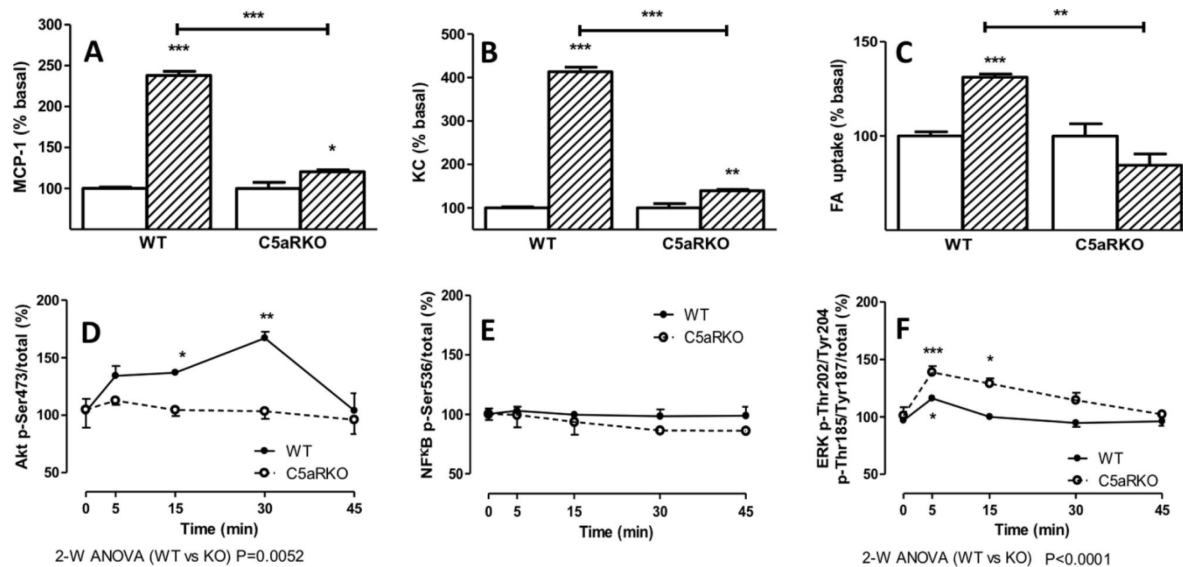 A
MCP-1 (% basal)
300
250
200
150
100
***
***
*
WT
C5aRKO
B
KC (% basal)
500
400
300
200
100
***
***
**
WT
C5aRKO
C
FA uptake (% basal)
150
100
**
***
WT
C5aRKO
D
Akt p-Ser473/total (%)
200
150
100
50
*
**
WT
C5aRKO
0 5 15 30 45
Time (min)
2-W ANOVA (WT vs KO) P=0.0052
E
NFκB p-Ser536/total (%)
200
150
100
50
WT
C5aRKO
0 5 15 30 45
Time (min)
F
ERK p-Thr202/Tyr204
p-Thr185/Tyr187/total (%)
200
150
100
50
***
*
*
WT
C5aRKO
0 5 15 30 45
Time (min)
2-W ANOVA (WT vs KO) P<0.0001